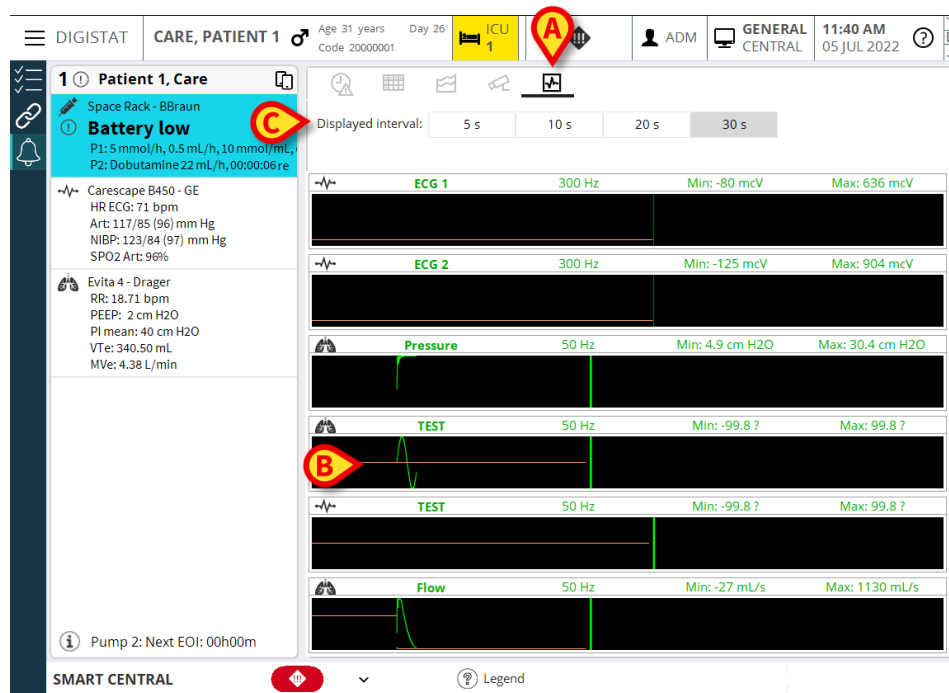 DIGISTAT
CARE, PATIENT 1
Age 31 years Day 26
Code 20000001
ICU
1
A
!!!
ADM
GENERAL
CENTRAL
11:40 AM
05 JUL 2022
?
1 Patient 1, Care
Space Rack - BBraun
Battery low
P1: 5 mmol/h, 0.5 mL/h, 10 mmol/mL,
P2: Dobutamine 22 mL/h, 00:00:06 re
Carescape B450 - GE
HR ECG: 71 bpm
Art: 117/85 (96) mm Hg
NIBP: 123/84 (97) mm Hg
SPO2 Art: 96%
Evita 4 - Drager
RR: 18.71 bpm
PEEP: 2 cm H2O
PI mean: 40 cm H2O
VTe: 340.50 mL
MVe: 4.38 L/min
Pump 2: Next EOI: 00h00m
C
Displayed interval: 5 s 10 s 20 s 30 s
ECG 1 300 Hz Min: -80 mcV Max: 636 mcV
ECG 2 300 Hz Min: -125 mcV Max: 904 mcV
Pressure 50 Hz Min: 4.9 cm H2O Max: 30.4 cm H2O
TEST 50 Hz Min: -99.8 ? Max: 99.8 ?
B
TEST 50 Hz Min: -99.8 ? Max: 99.8 ?
Flow 50 Hz Min: -27 mL/s Max: 1130 mL/s
SMART CENTRAL !!! ? Legend